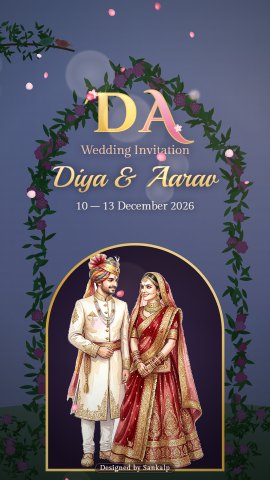 DA
Wedding Invitation
Diya & Aarav
10 — 13 December 2026
Designed by Sankalp